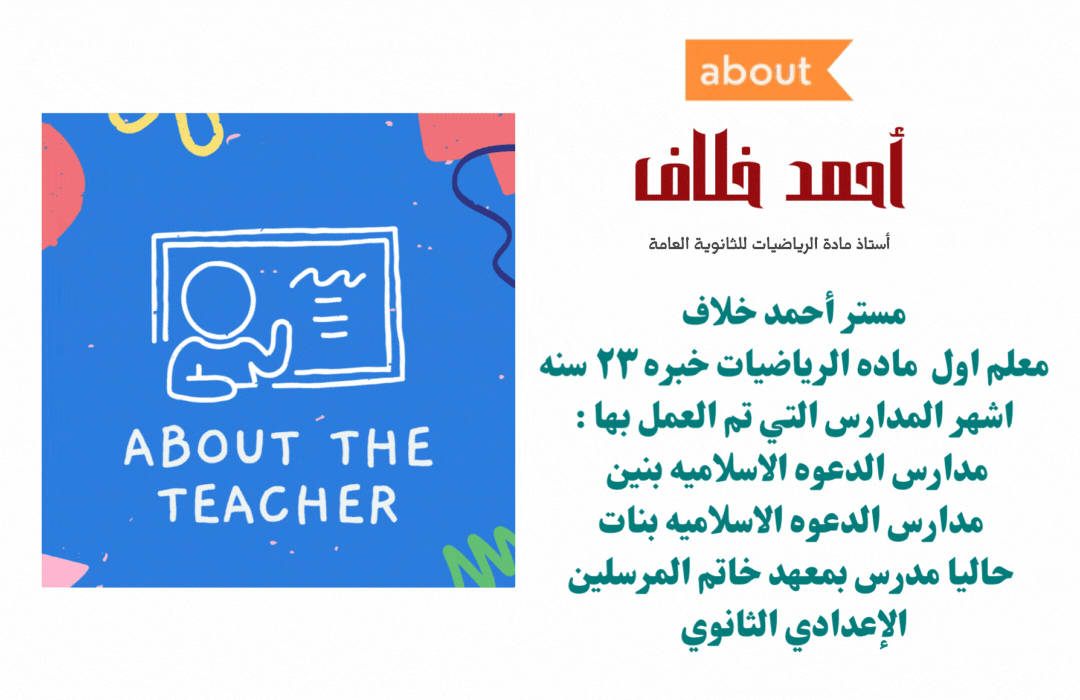 about
أحمد خلاف
أستاذ مادة الرياضيات للثانوية العامة
مستر أحمد خلاف
معلم اول ماده الرياضيات خبره ٢٣ سنه
اشهر المدارس التي تم العمل بها :
مدارس الدعوه الاسلاميه بنين
مدارس الدعوه الاسلاميه بنات
حاليا مدرس بمعهد خاتم المرسلين
الإعدادي الثانوي
ABOUT THE
TEACHER